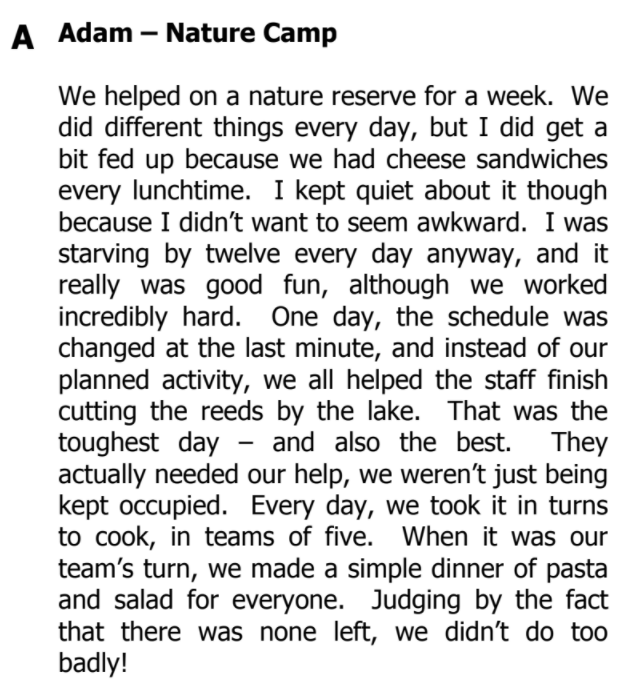 A Adam – Nature Camp
We helped on a nature reserve for a week. We
did different things every day, but I did get a
bit fed up because we had cheese sandwiches
every lunchtime. I kept quiet about it though
because I didn’t want to seem awkward. I was
starving by twelve every day anyway, and it
really was good fun, although we worked
incredibly hard. One day, the schedule was
changed at the last minute, and instead of our
planned activity, we all helped the staff finish
cutting the reeds by the lake. That was the
toughest day – and also the best. They
actually needed our help, we weren’t just being
kept occupied. Every day, we took it in turns
to cook, in teams of five. When it was our
team’s turn, we made a simple dinner of pasta
and salad for everyone. Judging by the fact
that there was none left, we didn’t do too
badly!